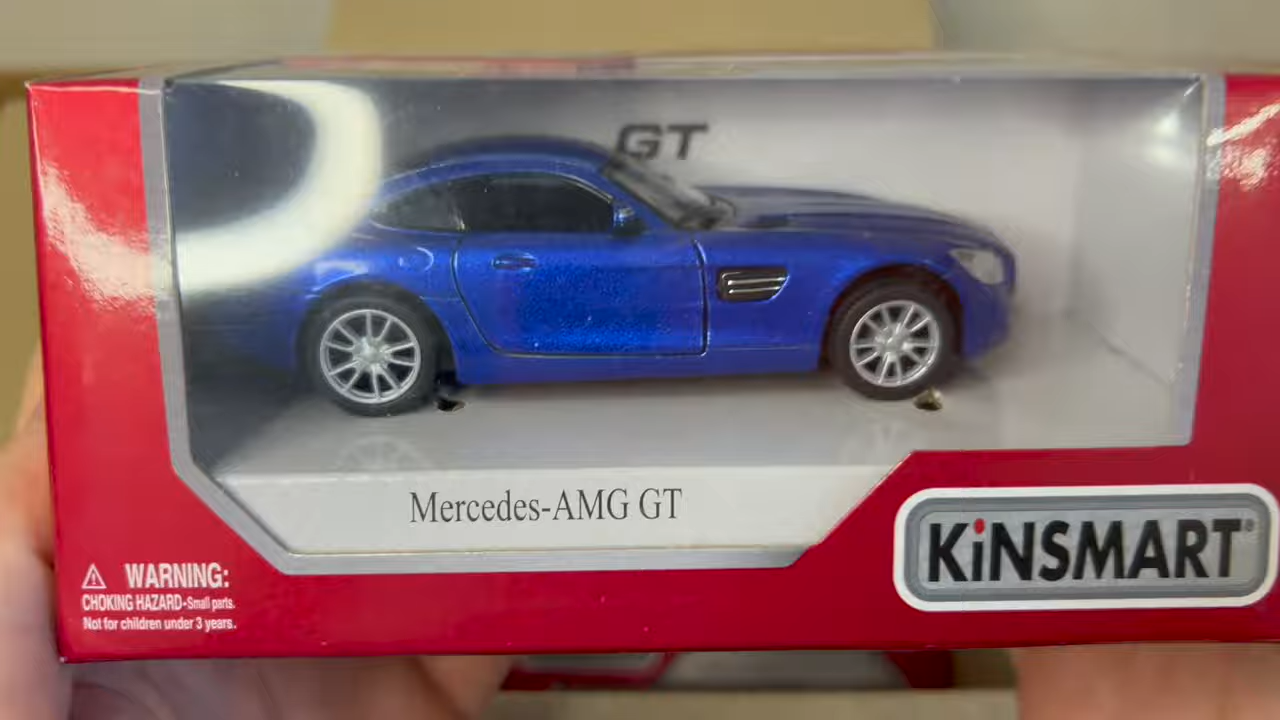 GT
Mercedes-AMG GT
KiNSMART®
WARNING:
CHOKING HAZARD-Small parts.
Not for children under 3 years.